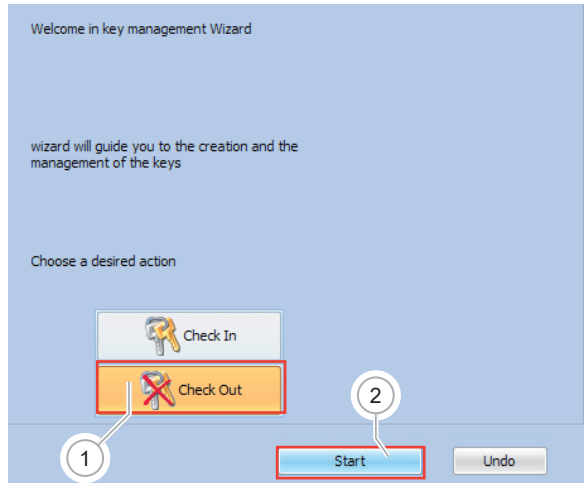 Welcome in key management Wizard
wizard will guide you to the creation and the
management of the keys
Choose a desired action
Check In
Check Out
2
1
Start
Undo